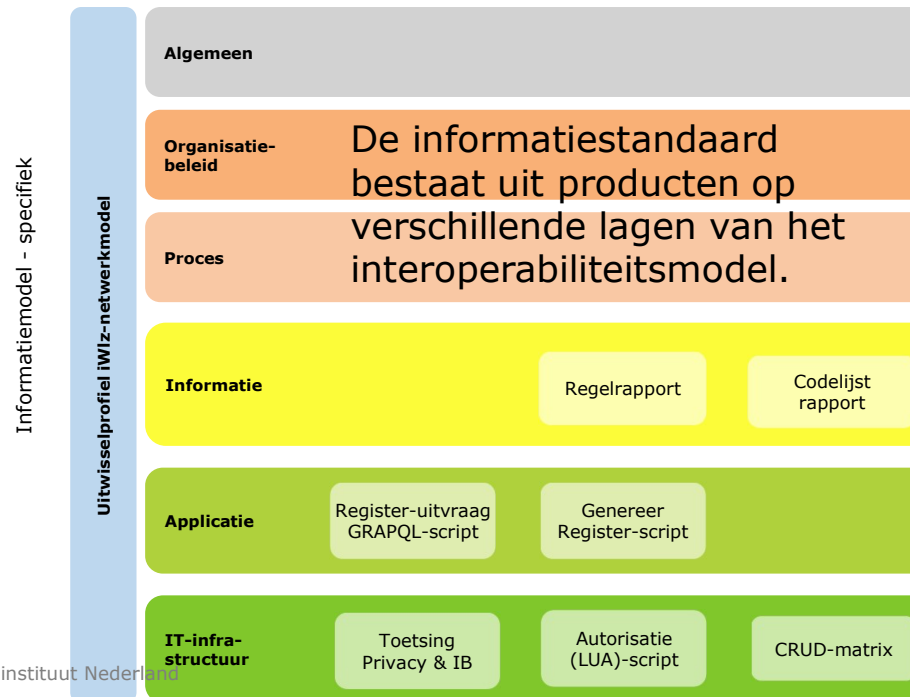 Informatiemodel - specifiek
Uitwisselprofiel iWlz-netwerkmodel
Algemeen
Organisatie-
beleid
De informatiestandaard
bestaat uit producten op
verschillende lagen van het
interoperabiliteitsmodel.
Proces
Informatie
Regelrapport
Codelijst
rapport
Applicatie
Register-uitvraag
GRAPQL-script
Genereer
Register-script
IT-infra-
structuur
Toetsing
Privacy & IB
Autorisatie
(LUA)-script
CRUD-matrix
instituut Nederland